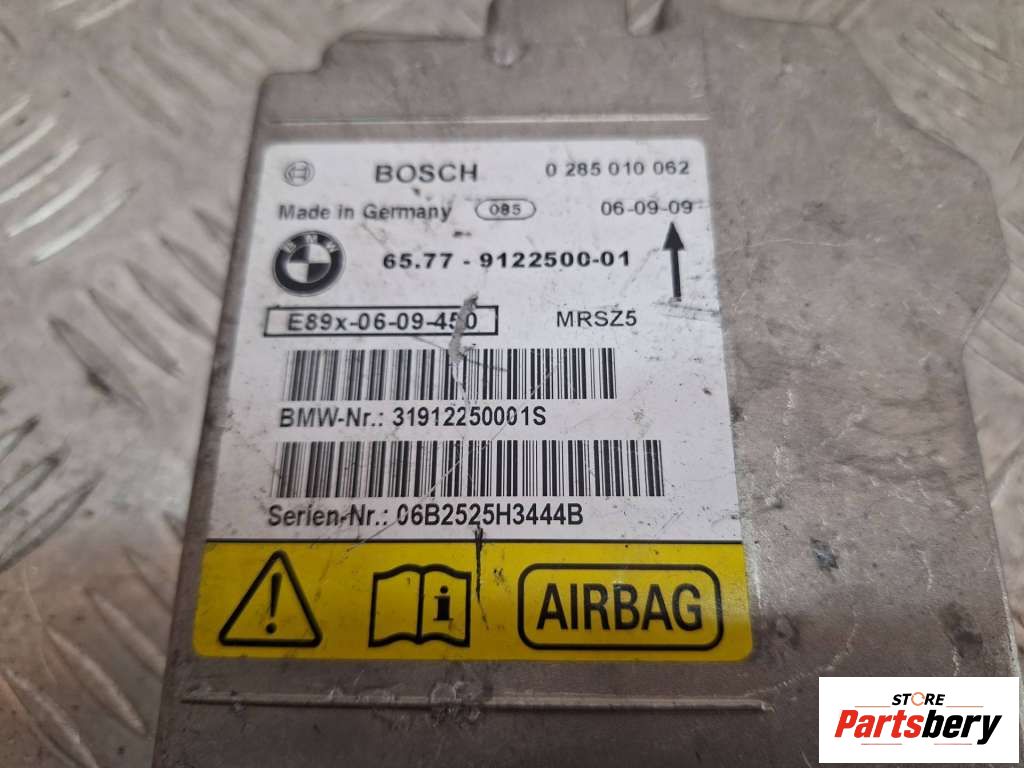 BOSCH 0 285 010 062
Made in Germany 085 06-09-09
BMW
65.77 - 9122500-01
E89x-06-09-450 MRSZ5
BMW-Nr.: 31912250001S
Serien-Nr.: 06B2525H3444B
! i AIRBAG
STORE
Partsbery